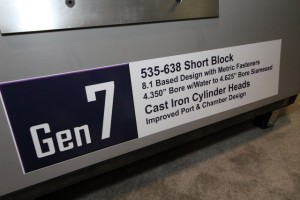 Gen 7
535-638 Short Block
8.1 Based Design with Metric Fasteners
4.350" Bore w/Water to 4.625" Bore Siamesed
Cast Iron Cylinder Heads
Improved Port & Chamber Design